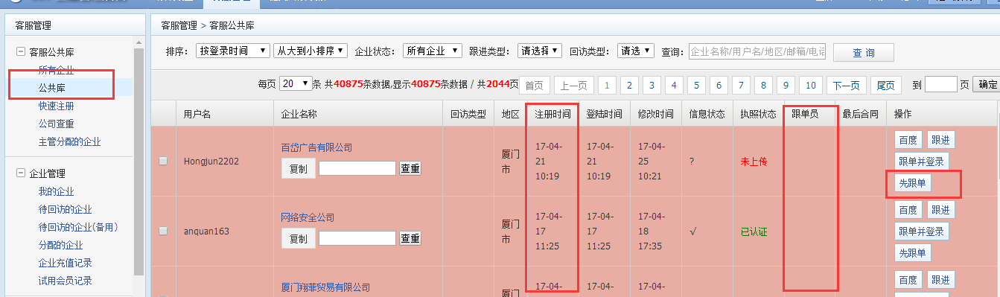 客服管理
客服公共库
所有企业
公共库
快速注册
公司查重
主管分配的企业
企业管理
我的企业
待回访的企业
待回访的企业(备用)
分配的企业
企业充值记录
试用会员记录
客服管理 > 客服公共库
排序: 按登录时间 从大到小排序 企业状态: 所有企业 跟进类型: 请选择 回访类型: 请选 查询: 企业名称/用户名/地区/邮箱/电话 查 询
每页 20 条 共40875条数据,显示40875条数据 / 共2044页 首页 上一页 1 2 3 4 5 6 7 8 9 10 下一页 尾页 到 页 确定
用户名 企业名称 回访类型 地区 注册时间 登陆时间 修改时间 信息状态 执照状态 跟单员 最后合同 操作
Hongjun2202
百岱广告有限公司
复制 查重
厦门
市
17-04-
21
10:19
17-04-
21
10:19
17-04-
25
10:21
?
未上传
百度 跟进
跟单并登录
先跟单
anquan163
网络安全公司
复制 查重
厦门
市
17-04-
17
11:25
17-04-
17
11:25
17-04-
18
17:35
√
已认证
百度 跟进
跟单并登录
先跟单
厦门翔菲贸易有限公司
厦门
17-04-
17-04-
17-04-
百度 跟进